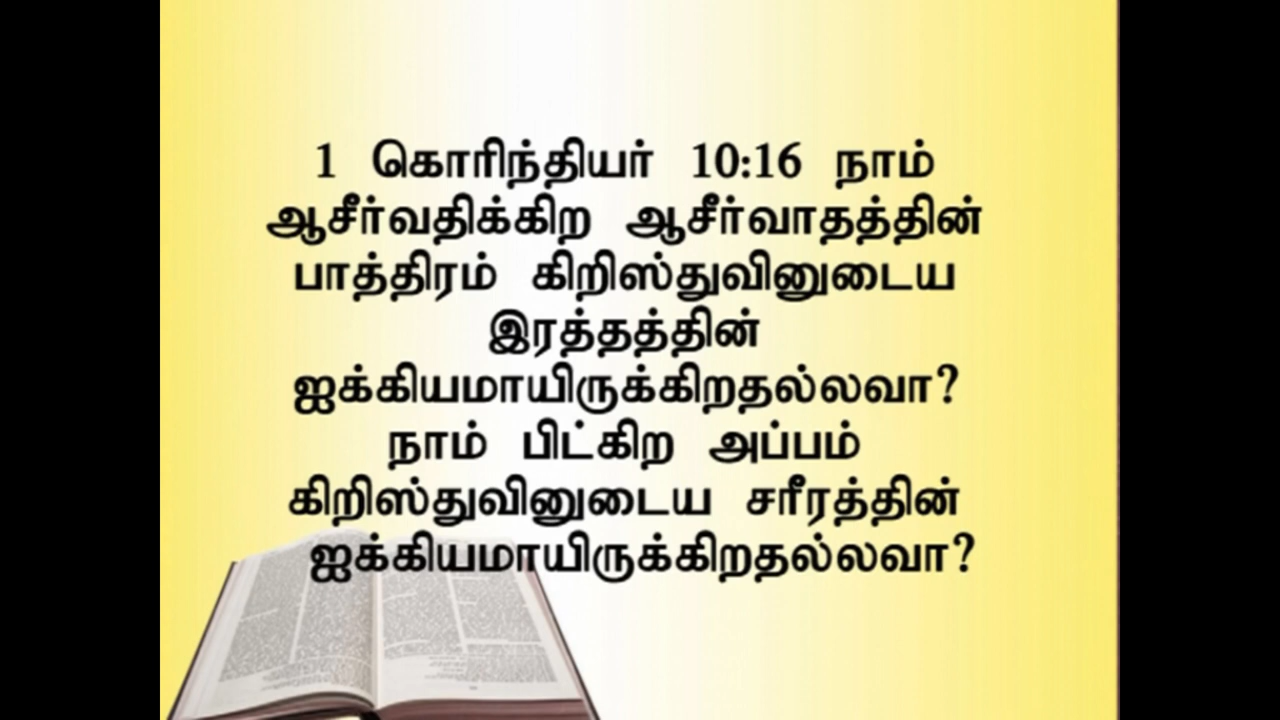 1 கொரிந்தியர் 10:16 நாம்
ஆசீர்வதிக்கிற ஆசீர்வாதத்தின்
பாத்திரம் கிறிஸ்துவினுடைய
இரத்தத்தின்
ஐக்கியமாயிருக்கிறதல்லவா?
நாம் பிட்கிற அப்பம்
கிறிஸ்துவினுடைய சரீரத்தின்
ஐக்கியமாயிருக்கிறதல்லவா?